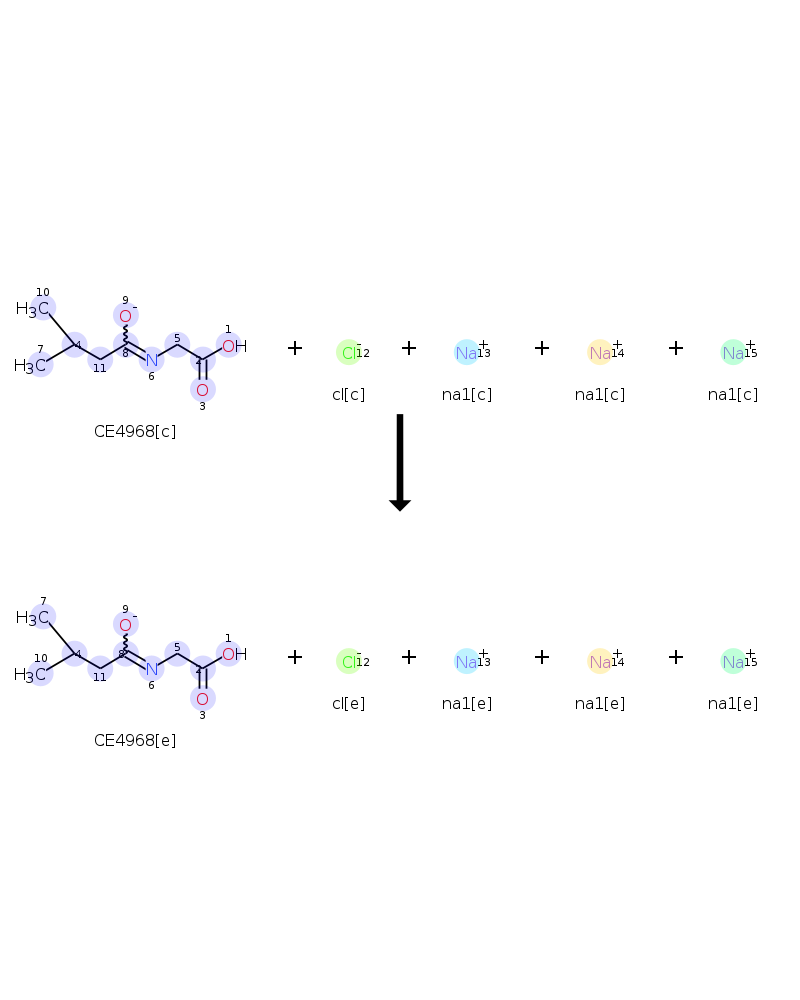 10 9 -
H₃C O 1
7 4 8 5 2 OH + Cl⁻12 + Na⁺13 + Na⁺14 + Na⁺15
H₃C 11 N
6 O
3
cl[c] na1[c] na1[c] na1[c]
CE4968[c]
7 9 -
H₃C O 1
10 4 8 5 2 OH + Cl⁻12 + Na⁺13 + Na⁺14 + Na⁺15
H₃C 11 N
6 O
3
cl[e] na1[e] na1[e] na1[e]
CE4968[e]